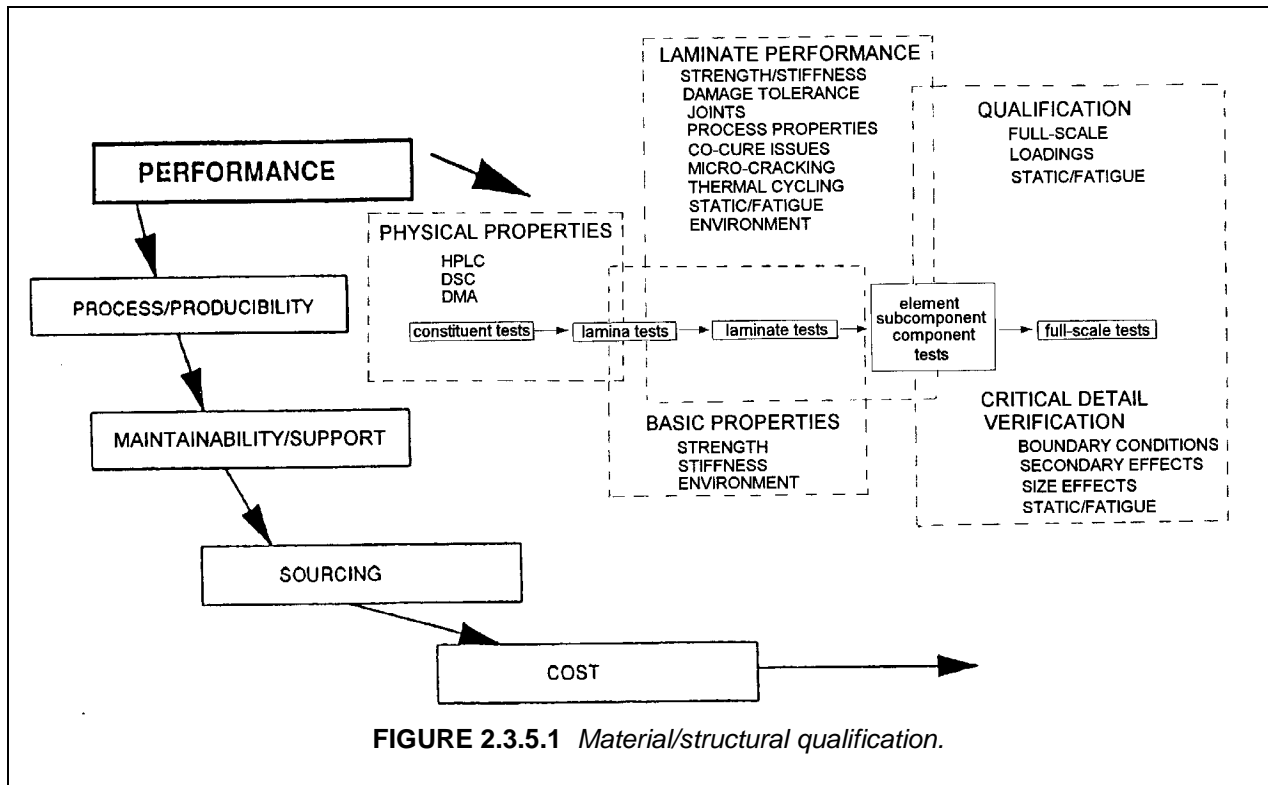 PERFORMANCE
PROCESS/PRODUCIBILITY
MAINTAINABILITY/SUPPORT
SOURCING
COST
PHYSICAL PROPERTIES
HPLC
DSC
DMA
constituent tests
lamina tests
laminate tests
element
subcomponent
component
tests
full-scale tests
LAMINATE PERFORMANCE
STRENGTH/STIFFNESS
DAMAGE TOLERANCE
JOINTS
PROCESS PROPERTIES
CO-CURE ISSUES
MICRO-CRACKING
THERMAL CYCLING
STATIC/FATIGUE
ENVIRONMENT
BASIC PROPERTIES
STRENGTH
STIFFNESS
ENVIRONMENT
QUALIFICATION
FULL-SCALE
LOADINGS
STATIC/FATIGUE
CRITICAL DETAIL
VERIFICATION
BOUNDARY CONDITIONS
SECONDARY EFFECTS
SIZE EFFECTS
STATIC/FATIGUE
FIGURE 2.3.5.1 Material/structural qualification.